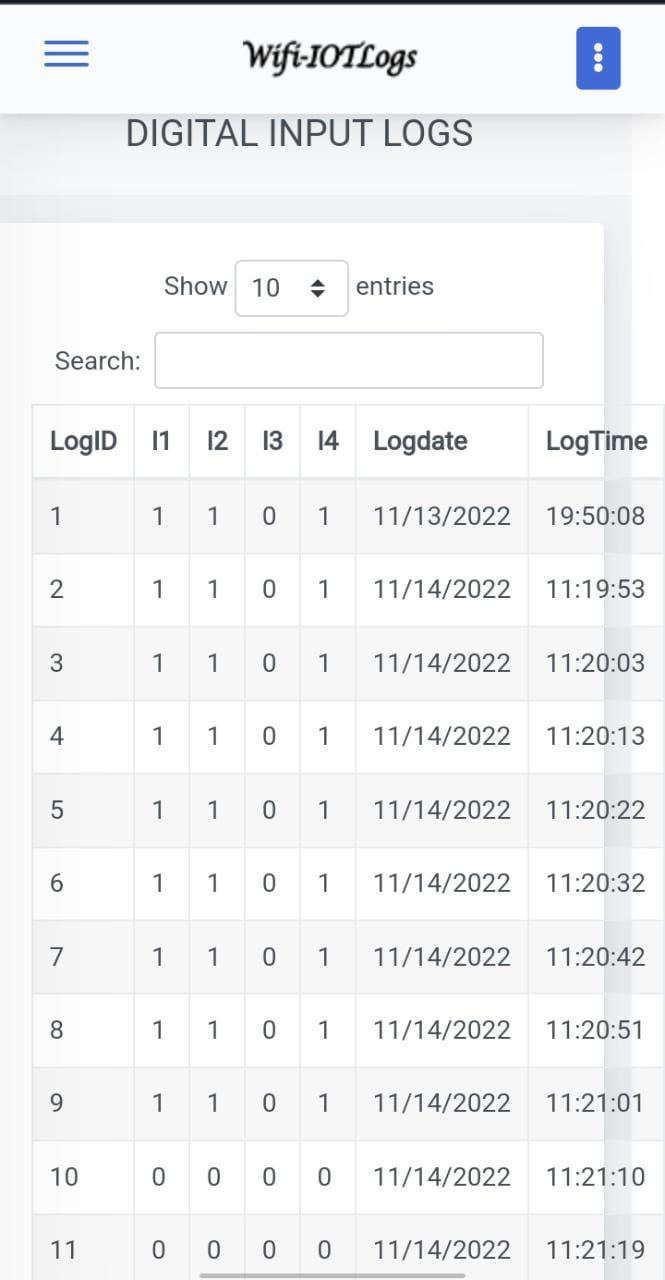 Wifi-IOTLogs
DIGITAL INPUT LOGS
Show 10 entries
Search:
LogID I1 I2 I3 I4 Logdate LogTime
1 1 1 0 1 11/13/2022 19:50:08
2 1 1 0 1 11/14/2022 11:19:53
3 1 1 0 1 11/14/2022 11:20:03
4 1 1 0 1 11/14/2022 11:20:13
5 1 1 0 1 11/14/2022 11:20:22
6 1 1 0 1 11/14/2022 11:20:32
7 1 1 0 1 11/14/2022 11:20:42
8 1 1 0 1 11/14/2022 11:20:51
9 1 1 0 1 11/14/2022 11:21:01
10 0 0 0 0 11/14/2022 11:21:10
11 0 0 0 0 11/14/2022 11:21:19